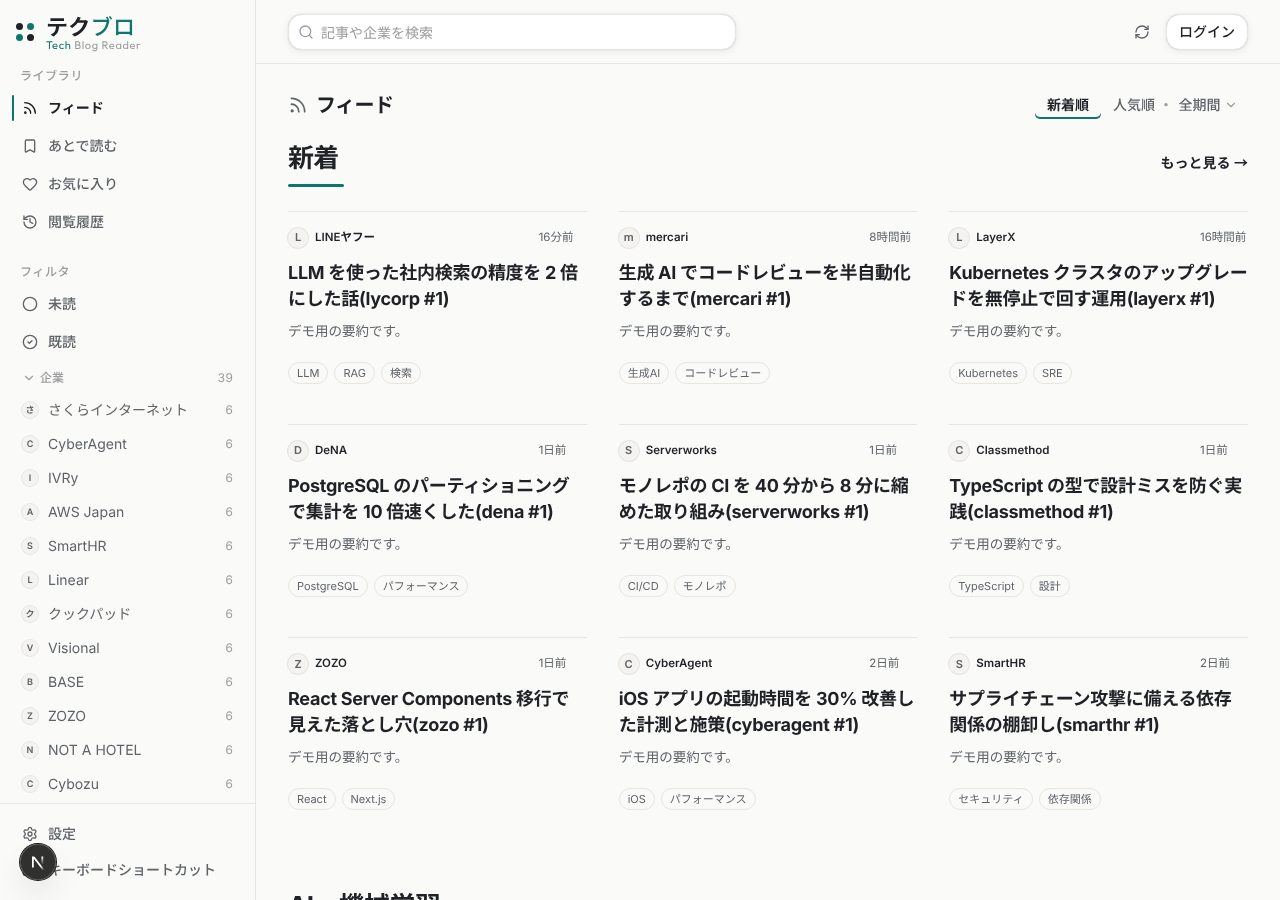 テクブロ
Tech Blog Reader
ライブラリ
フィード
あとで読む
お気に入り
閲覧履歴
フィルタ
未読
既読
企業 39
さ さくらインターネット 6
C CyberAgent 6
I IVRy 6
A AWS Japan 6
S SmartHR 6
L Linear 6
ク クックパッド 6
V Visional 6
B BASE 6
Z ZOZO 6
N NOT A HOTEL 6
C Cybozu 6
設定
N
キーボードショートカット
記事や企業を検索
ログイン
フィード
新着順 人気順 • 全期間
新着
もっと見る →
L LINEヤフー 16分前
LLM を使った社内検索の精度を 2 倍
にした話(lycorp #1)
デモ用の要約です。
LLM RAG 検索
m mercari 8時間前
生成 AI でコードレビューを半自動化
するまで(mercari #1)
デモ用の要約です。
生成AI コードレビュー
L LayerX 16時間前
Kubernetes クラスタのアップグレー
ドを無停止で回す運用(layerx #1)
デモ用の要約です。
Kubernetes SRE
D DeNA 1日前
PostgreSQL のパーティショニング
で集計を 10 倍速くした(dena #1)
デモ用の要約です。
PostgreSQL パフォーマンス
S Serverworks 1日前
モノレポの CI を 40 分から 8 分に縮
めた取り組み(serverworks #1)
デモ用の要約です。
CI/CD モノレポ
C Classmethod 1日前
TypeScript の型で設計ミスを防ぐ実
践(classmethod #1)
デモ用の要約です。
TypeScript 設計
Z ZOZO 1日前
React Server Components 移行で
見えた落とし穴(zozo #1)
デモ用の要約です。
React Next.js
C CyberAgent 2日前
iOS アプリの起動時間を 30% 改善し
た計測と施策(cyberagent #1)
デモ用の要約です。
iOS パフォーマンス
S SmartHR 2日前
サプライチェーン攻撃に備える依存
関係の棚卸し(smarthr #1)
デモ用の要約です。
セキュリティ 依存関係